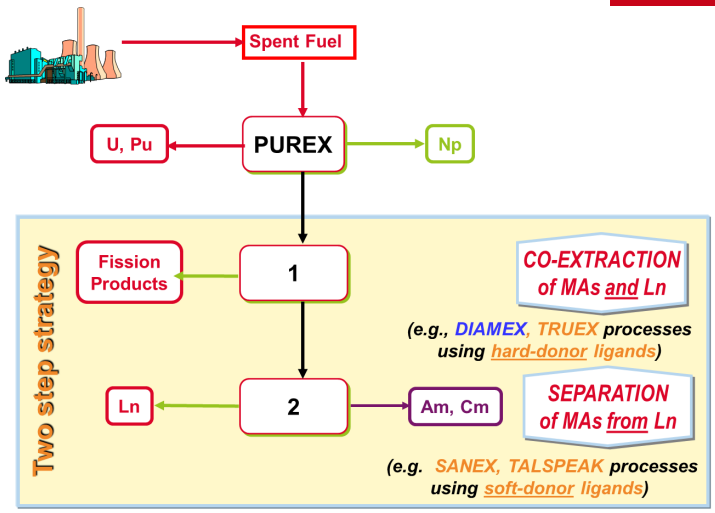 Spent Fuel
U, Pu
PUREX
Np
Two step strategy
Fission
Products
1
CO-EXTRACTION
of MAs and Ln
(e.g., DIAMEX, TRUEX processes
using hard-donor ligands)
Ln
2
Am, Cm
SEPARATION
of MAs from Ln
(e.g. SANEX, TALSPEAK processes
using soft-donor ligands)